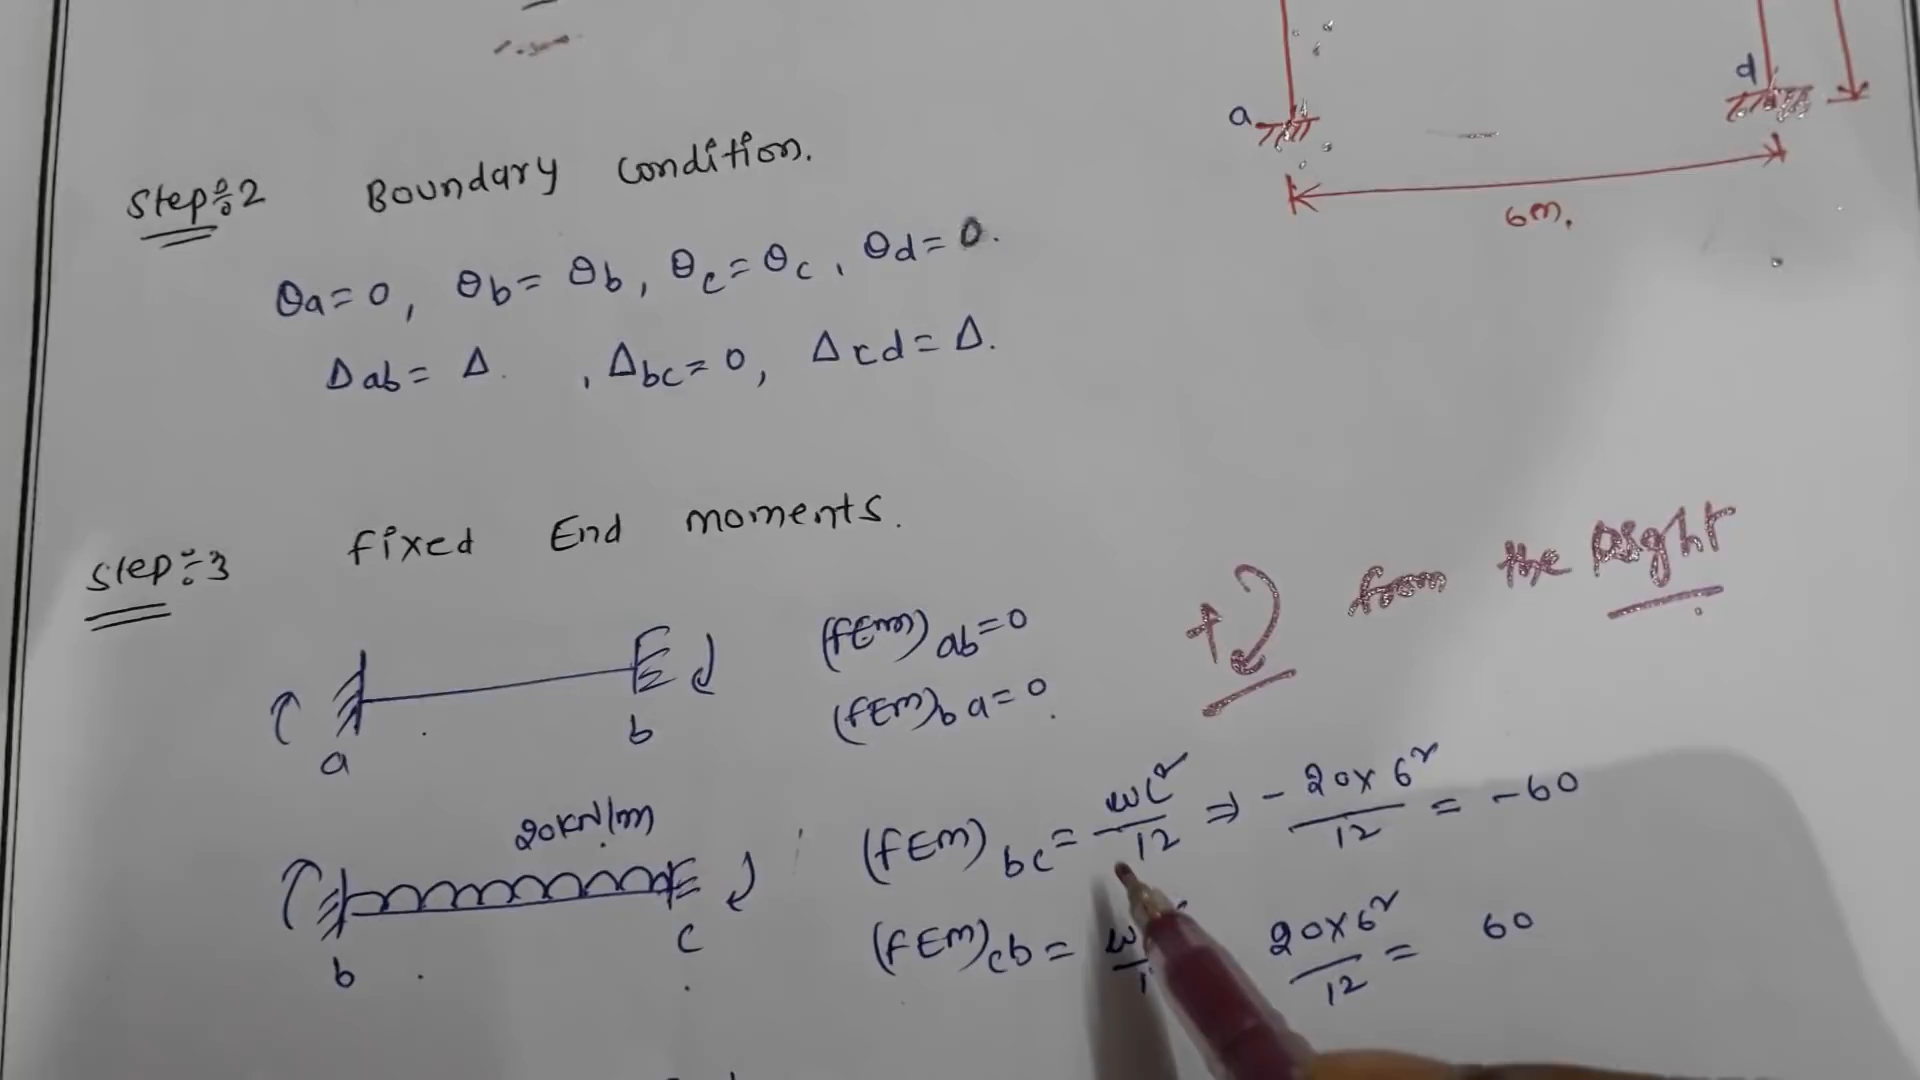 a
d
6m.
Step:2 Boundary Condition.
θa=0, θb=θb, θc=θc, θd=0.
Δab=Δ. , Δbc=0, Δcd=Δ.
Step:3 Fixed End moments.
+ from the Right
(FEM)ab=0
(FEM)ba=0.
a
b
20KN/m
b
c
(FEM)bc = wl²/12 ⇒ -20×6²/12 = -60
(FEM)cb = 20×6²/12 = 60